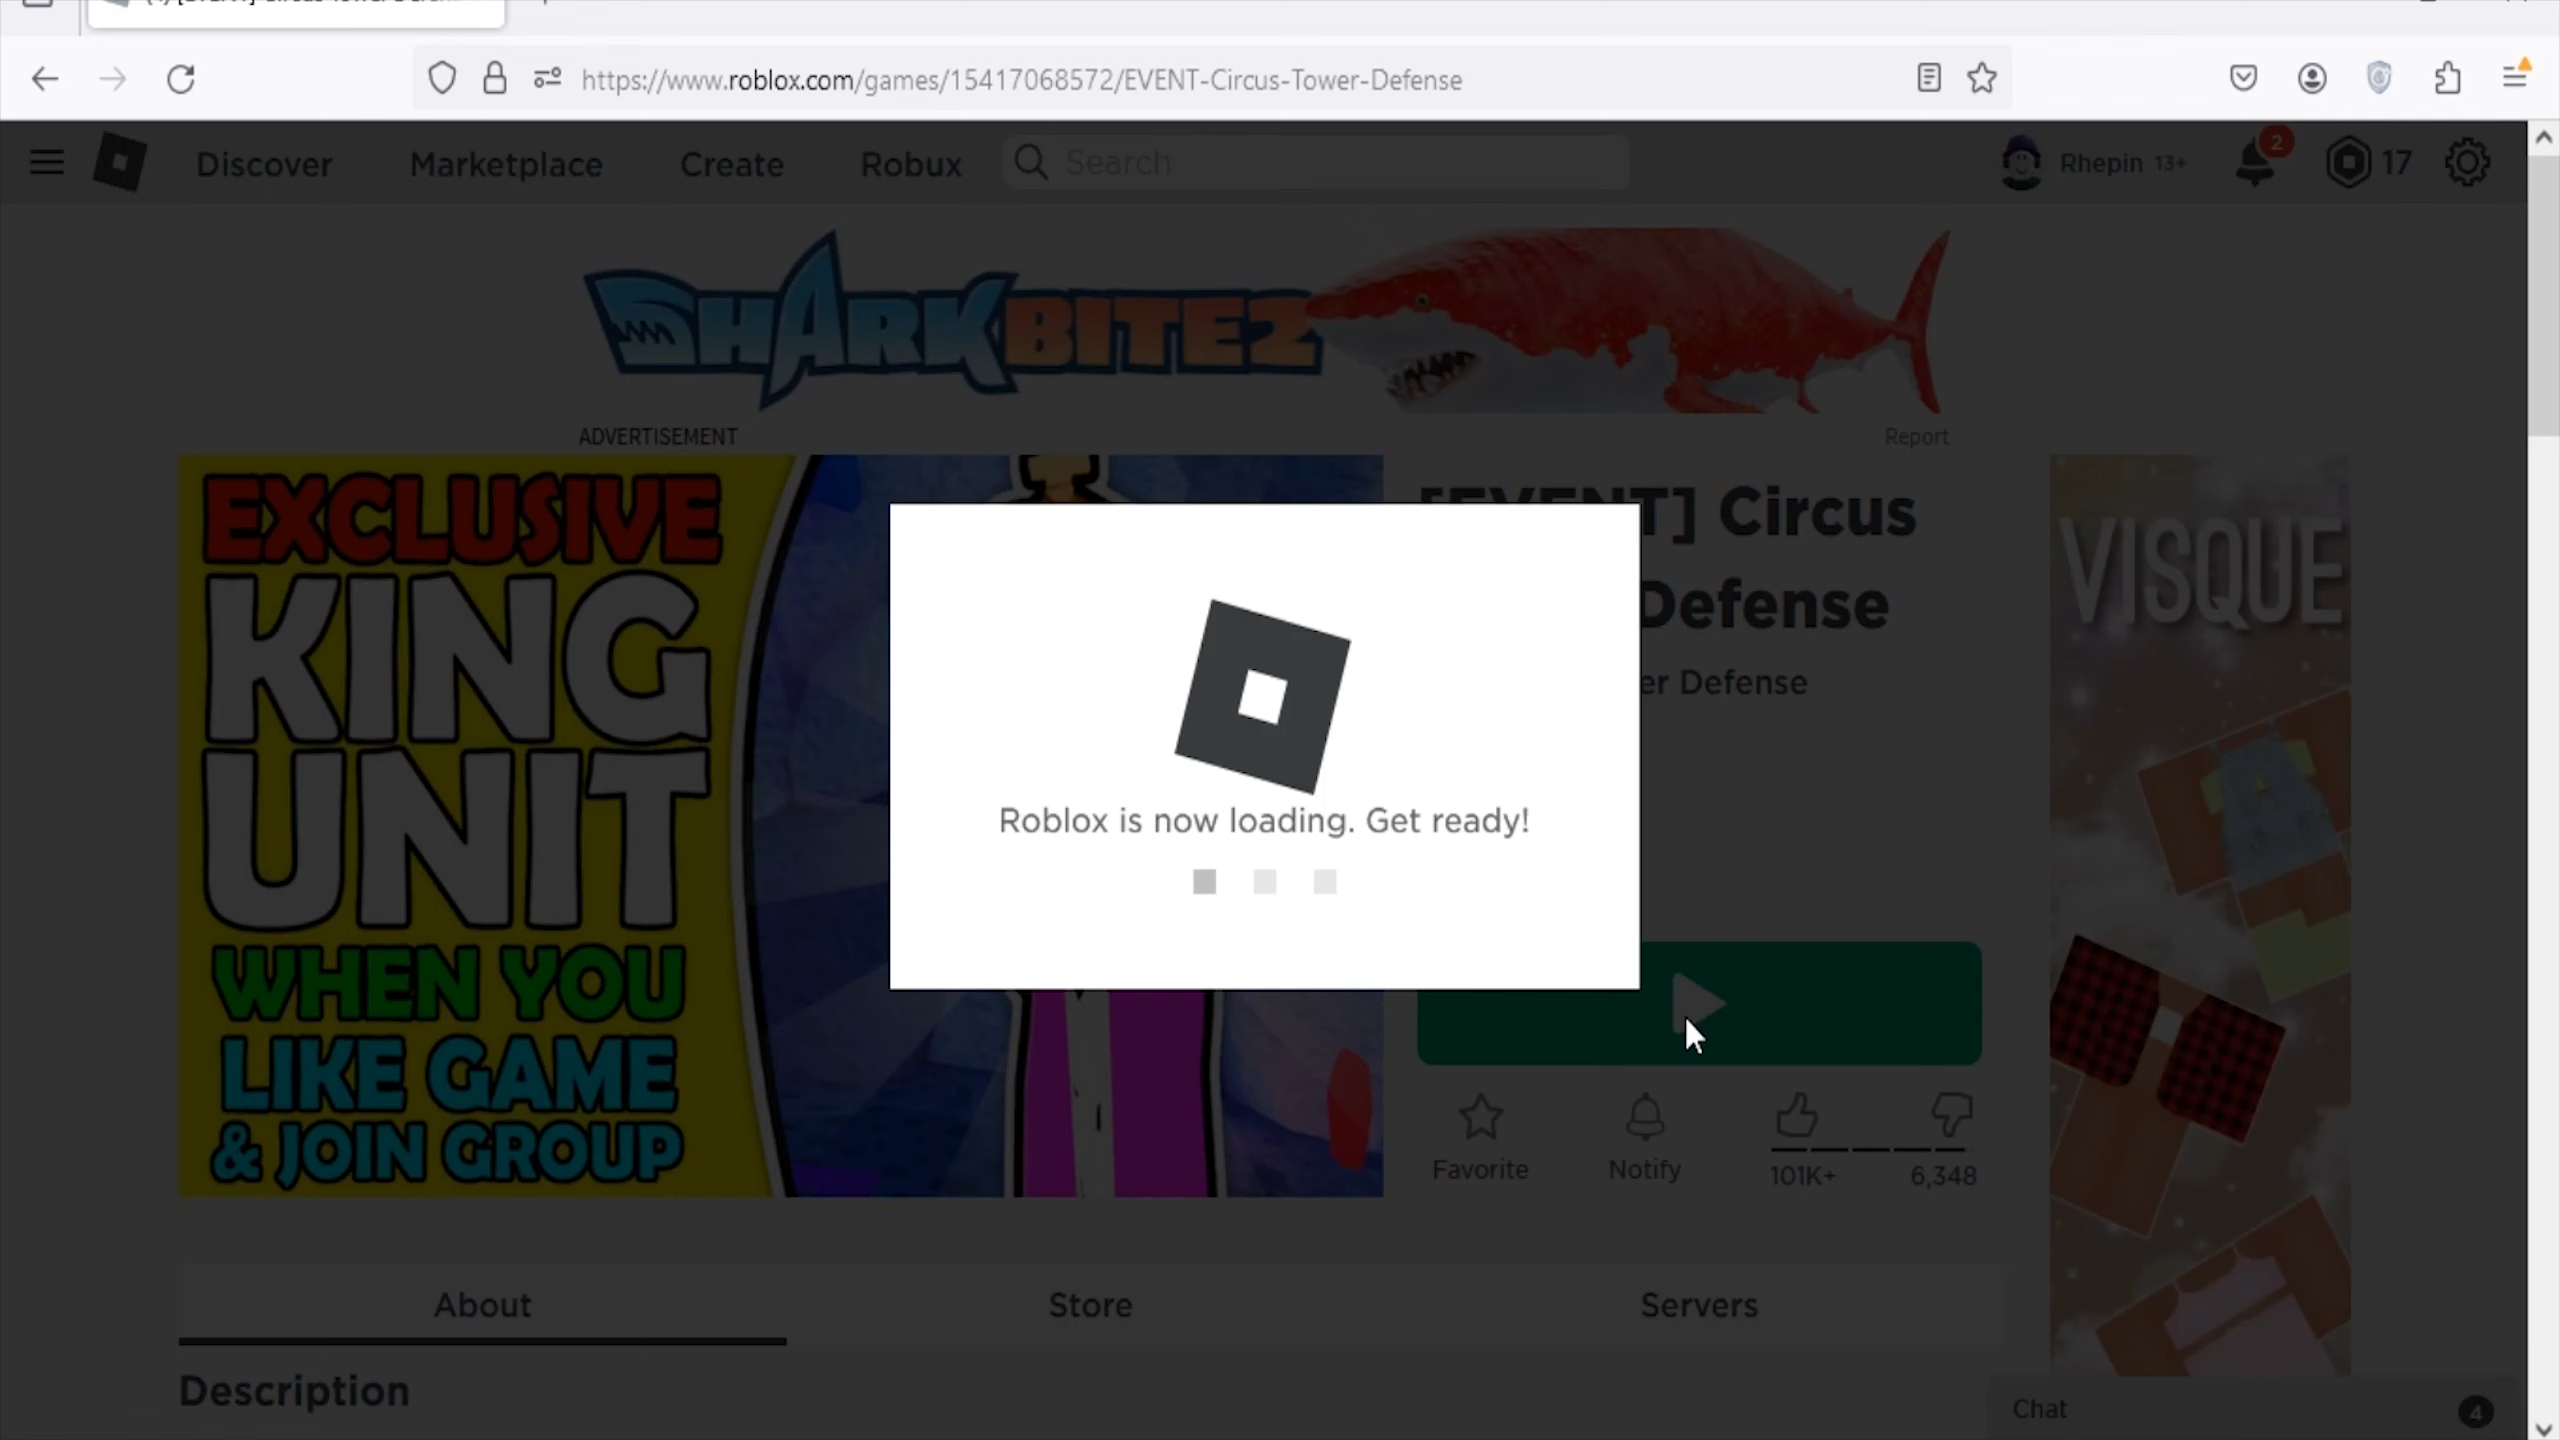 https://www.roblox.com/games/15417068572/EVENT-Circus-Tower-Defense
Discover
Marketplace
Create
Robux
Search
Rhepin 13+
2
17
SHARKBITE2
ADVERTISEMENT
Report
EXCLUSIVE
KING
UNIT
WHEN YOU
LIKE GAME
& JOIN GROUP
[EVENT] Circus
Defense
er Defense
VISQUE
Roblox is now loading. Get ready!
Favorite
Notify
101K+
6,348
About
Store
Servers
Description
Chat
4